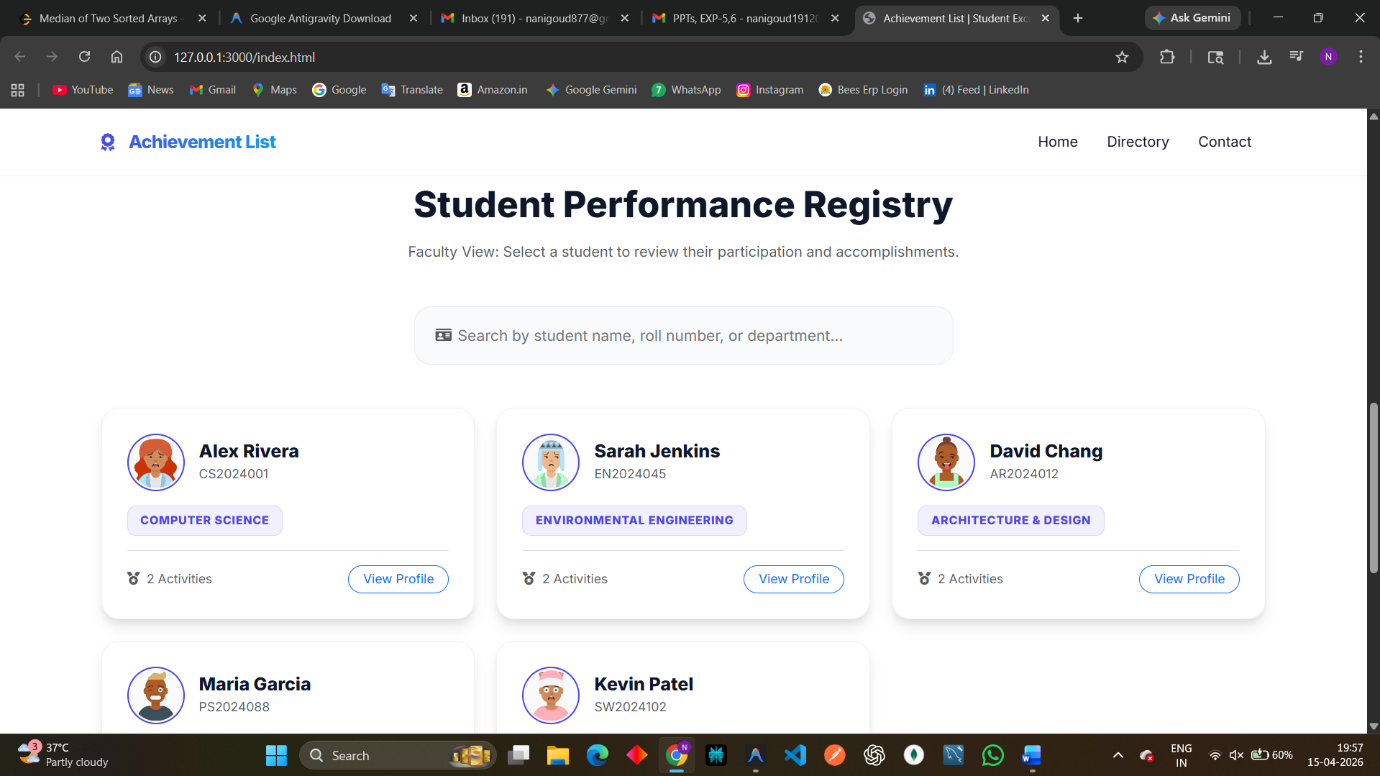 Median of Two Sorted Arrays -
Google Antigravity Download
Inbox (191) - nanigoud877@g
PPTs, EXP-5,6 - nanigoud1912
Achievement List | Student Exc
Ask Gemini
127.0.0.1:3000/index.html
N
YouTube
News
Gmail
Maps
Google
Translate
Amazon.in
Google Gemini
7 WhatsApp
Instagram
Bees Erp Login
(4) Feed | LinkedIn
Achievement List
Home
Directory
Contact
Student Performance Registry
Faculty View: Select a student to review their participation and accomplishments.
Search by student name, roll number, or department...
Alex Rivera
CS2024001
COMPUTER SCIENCE
2 Activities
View Profile
Sarah Jenkins
EN2024045
ENVIRONMENTAL ENGINEERING
2 Activities
View Profile
David Chang
AR2024012
ARCHITECTURE & DESIGN
2 Activities
View Profile
Maria Garcia
PS2024088
Kevin Patel
SW2024102
3
37°C
Partly cloudy
Search
N
ENG
IN
60%
19:57
15-04-2026